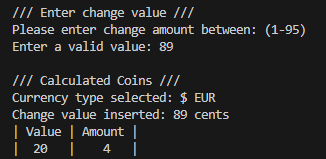 /// Enter change value ///
Please enter change amount between: (1-95)
Enter a valid value: 89
/// Calculated Coins ///
Currency type selected: $ EUR
Change value inserted: 89 cents
| Value | Amount |
| 20 | 4 |